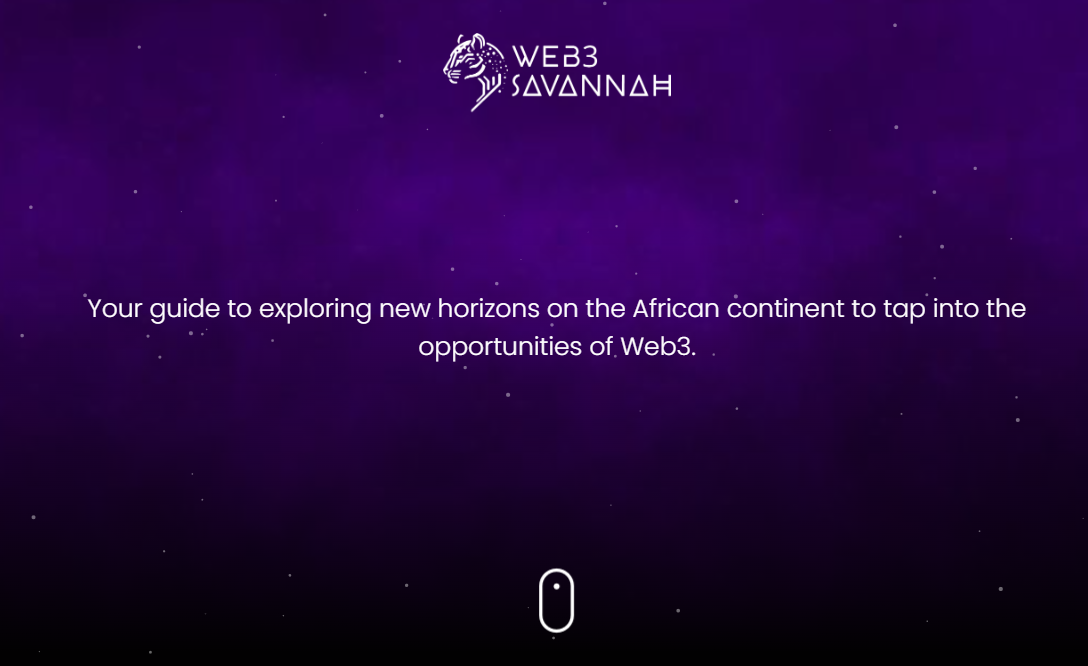 WEB3
SAVANNAH
Your guide to exploring new horizons on the African continent to tap into the
opportunities of Web3.